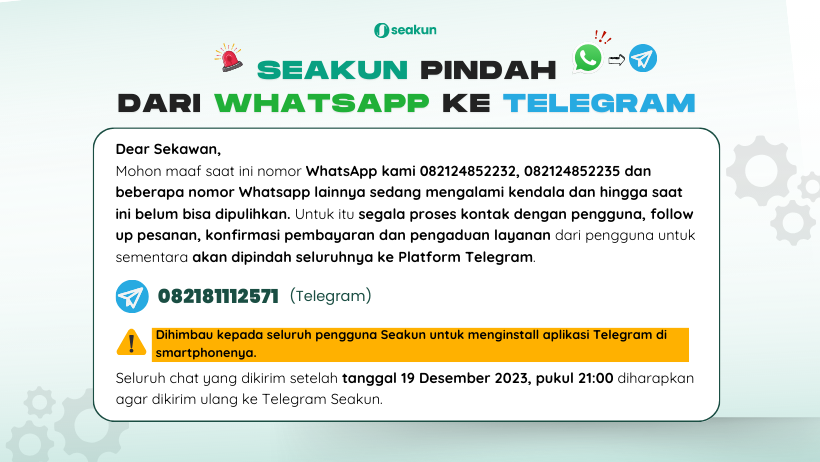 seakun
SEAKUN PINDAH
DARI WHATSAPP KE TELEGRAM
Dear Sekawan,
Mohon maaf saat ini nomor WhatsApp kami 082124852232, 082124852235 dan
beberapa nomor Whatsapp lainnya sedang mengalami kendala dan hingga saat
ini belum bisa dipulihkan. Untuk itu segala proses kontak dengan pengguna, follow
up pesanan, konfirmasi pembayaran dan pengaduan layanan dari pengguna untuk
sementara akan dipindah seluruhnya ke Platform Telegram.
082181112571 (Telegram)
Dihimbau kepada seluruh pengguna Seakun untuk menginstall aplikasi Telegram di
smartphonenya.
Seluruh chat yang dikirim setelah tanggal 19 Desember 2023, pukul 21:00 diharapkan
agar dikirim ulang ke Telegram Seakun.